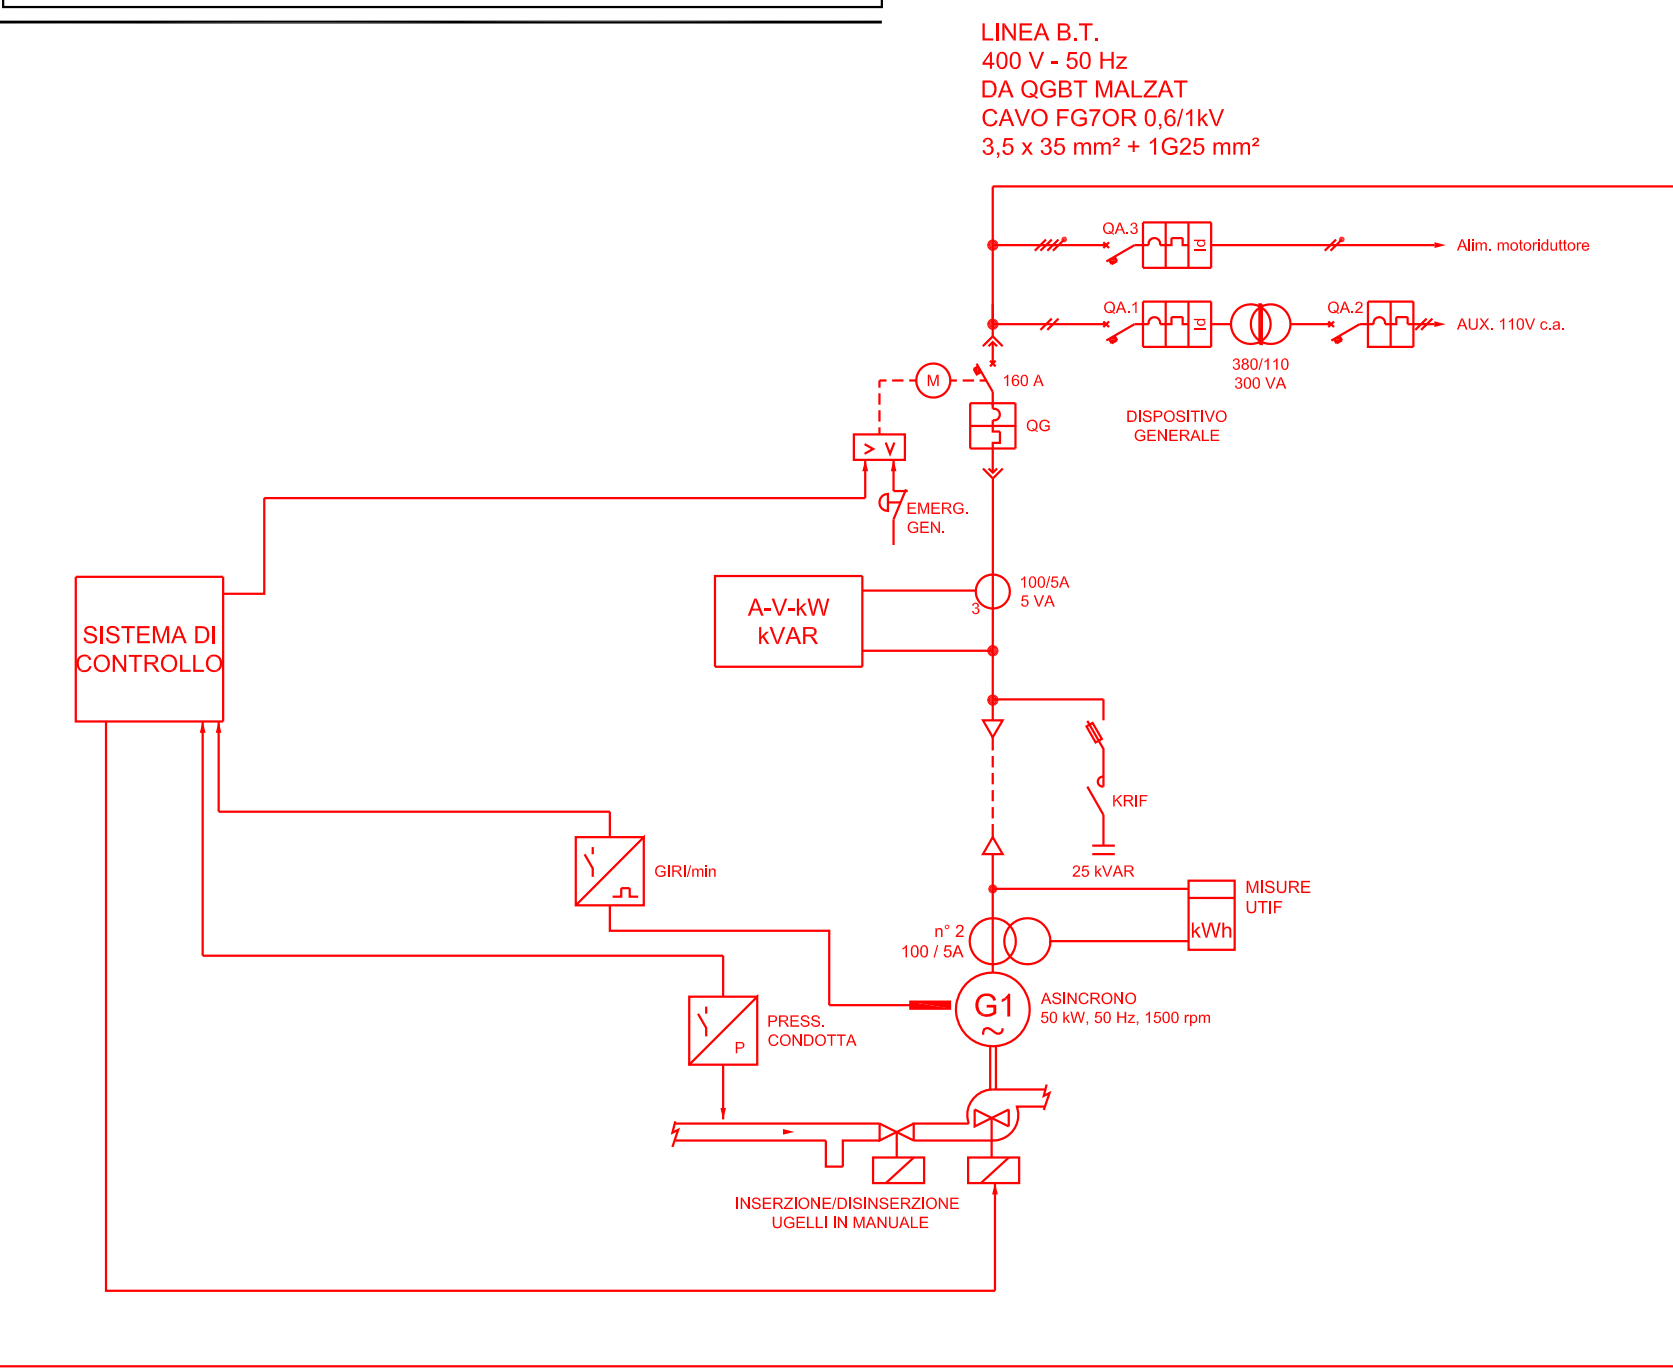 LINEA B.T.
400 V - 50 Hz
DA QGBT MALZAT
CAVO FG7OR 0,6/1kV
3,5 x 35 mm² + 1G25 mm²
QA.3
Id
Alim. motoriduttore
QA.1
Id
QA.2
AUX. 110V c.a.
380/110
300 VA
M
160 A
QG
DISPOSITIVO
GENERALE
> V
EMERG.
GEN.
SISTEMA DI
CONTROLLO
A-V-kW
kVAR
100/5A
5 VA
3
KRIF
25 kVAR
GIRI/min
MISURE
UTIF
kWh
n° 2
100 / 5A
G1
~
ASINCRONO
50 kW, 50 Hz, 1500 rpm
PRESS.
CONDOTTA
P
INSERZIONE/DISINSERZIONE
UGELLI IN MANUALE